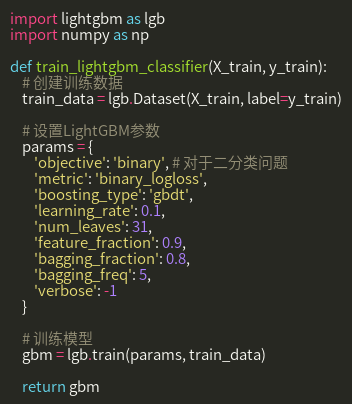 import lightgbm as lgb
import numpy as np
def train_lightgbm_classifier(X_train, y_train):
# 创建训练数据
train_data = lgb.Dataset(X_train, label=y_train)
# 设置LightGBM参数
params = {
'objective': 'binary', # 对于二分类问题
'metric': 'binary_logloss',
'boosting_type': 'gbdt',
'learning_rate': 0.1,
'num_leaves': 31,
'feature_fraction': 0.9,
'bagging_fraction': 0.8,
'bagging_freq': 5,
'verbose': -1
}
# 训练模型
gbm = lgb.train(params, train_data)
return gbm